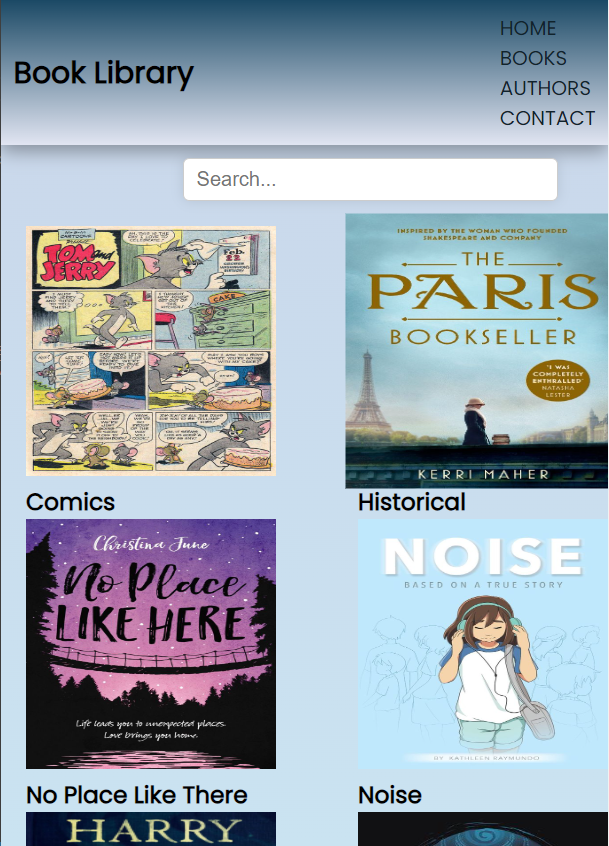 HOME
BOOKS
AUTHORS
CONTACT
Book Library
Search...
TOM
and
JERRY
Feb.
22
CAKE
INSPIRED BY THE WOMAN WHO FOUNDED
SHAKESPEARE AND COMPANY
THE
PARIS
BOOKSELLER
"I WAS
COMPLETELY
ENTHRALLED"
NATASHA
LESTER
KERRI MAHER
Comics
Historical
Christina June
No Place
LIKE HERE
Life leads you to unexpected places.
Love brings you home.
NOISE
BASED ON A TRUE STORY
BY KATHLEEN RAYMUNDO
No Place Like There
Noise
HARRY